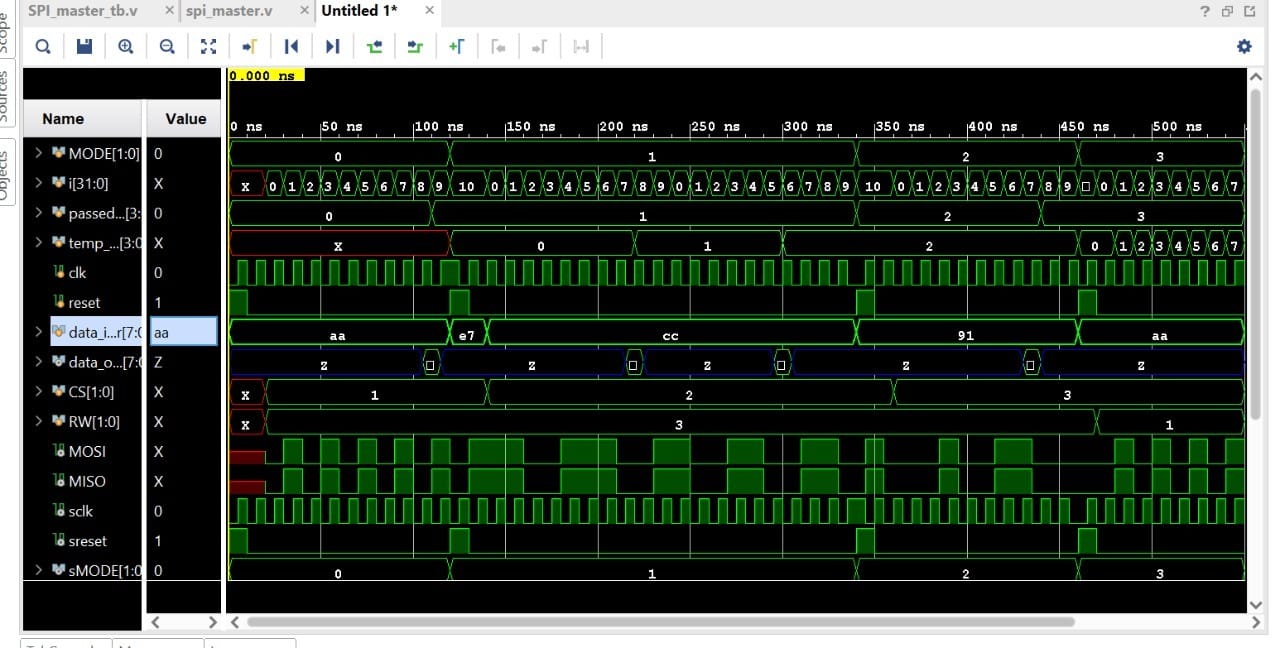 SPI_master_tb.v × spi_master.v × Untitled 1* ×
Scope
Sources
Objects
0.000 ns
Name Value
0 ns 50 ns 100 ns 150 ns 200 ns 250 ns 300 ns 350 ns 400 ns 450 ns 500 ns
MODE[1:0] 0 0 1 2 3
i[31:0] X X 0 1 2 3 4 5 6 7 8 9 10 0 1 2 3 4 5 6 7 8 9 0 1 2 3 4 5 6 7 8 9 10 0 1 2 3 4 5 6 7 8 9 0 1 2 3 4 5 6 7
passed...[3: 0 0 1 2 3
temp_...[3:0 X X 0 1 2 0 1 2 3 4 5 6 7
clk 0
reset 1
data_i...r[7:0 aa aa e7 cc 91 aa
data_o...[7:0 Z Z Z Z Z Z
CS[1:0] X X 1 2 3
RW[1:0] X X 3 1
MOSI X
MISO X
sclk 0
sreset 1
sMODE[1:0 0 0 1 2 3